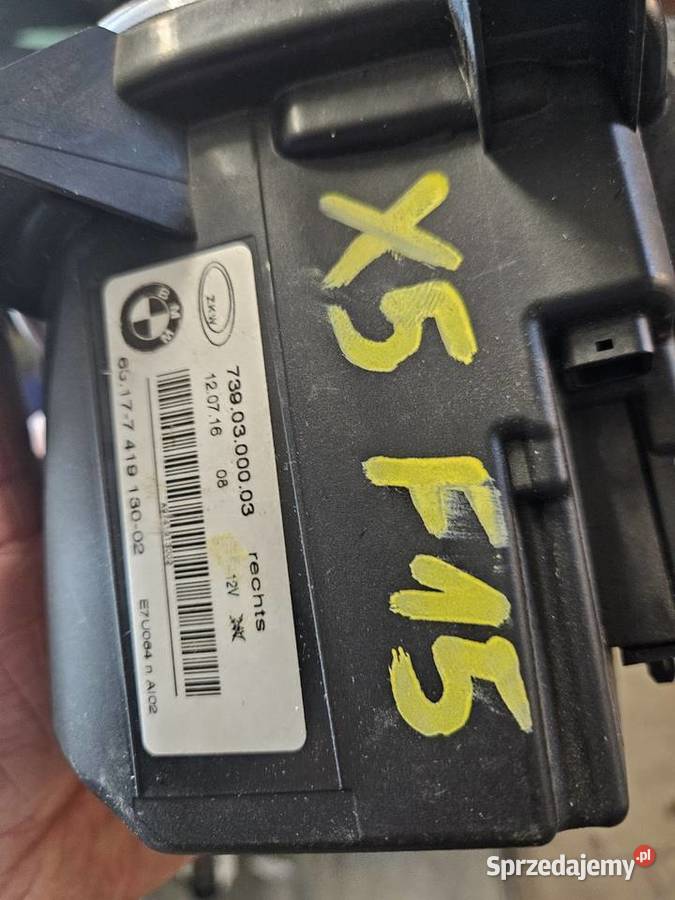 X5 F15
BMW
ZKW
739.03.000.03 rechts
12.07.16 08 12V
63.17-7 419 130-02
E7U064 n A/02
Sprzedajemy.pl